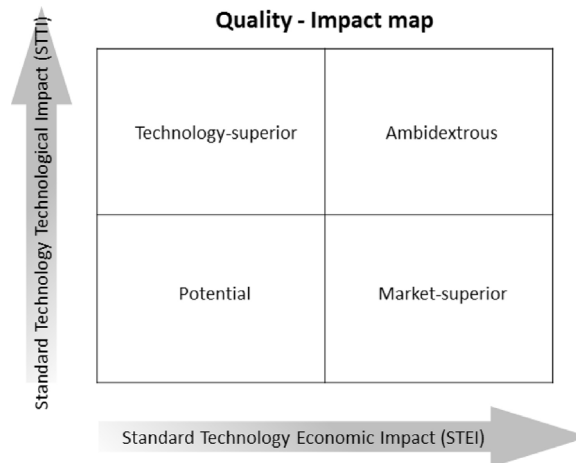 Quality - Impact map
Standard Technology Technological Impact (STTI)
Technology-superior
Ambidextrous
Potential
Market-superior
Standard Technology Economic Impact (STEI)